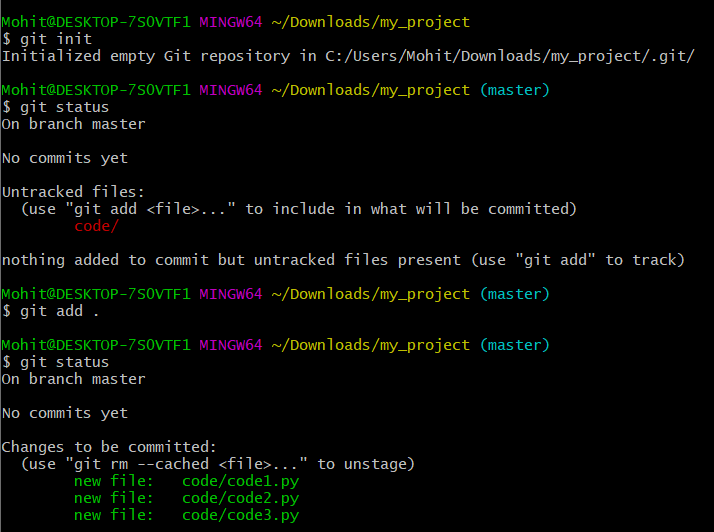 Mohit@DESKTOP-7SOVTF1 MINGW64 ~/Downloads/my_project
$ git init
Initialized empty Git repository in C:/Users/Mohit/Downloads/my_project/.git/
Mohit@DESKTOP-7SOVTF1 MINGW64 ~/Downloads/my_project (master)
$ git status
On branch master
No commits yet
Untracked files:
(use "git add <file>..." to include in what will be committed)
code/
nothing added to commit but untracked files present (use "git add" to track)
Mohit@DESKTOP-7SOVTF1 MINGW64 ~/Downloads/my_project (master)
$ git add .
Mohit@DESKTOP-7SOVTF1 MINGW64 ~/Downloads/my_project (master)
$ git status
On branch master
No commits yet
Changes to be committed:
(use "git rm --cached <file>..." to unstage)
new file:   code/code1.py
new file:   code/code2.py
new file:   code/code3.py